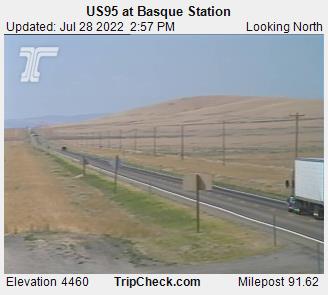 US95 at Basque Station
Updated: Jul 28 2022 2:57 PM Looking North
Elevation 4460 TripCheck.com Milepost 91.62